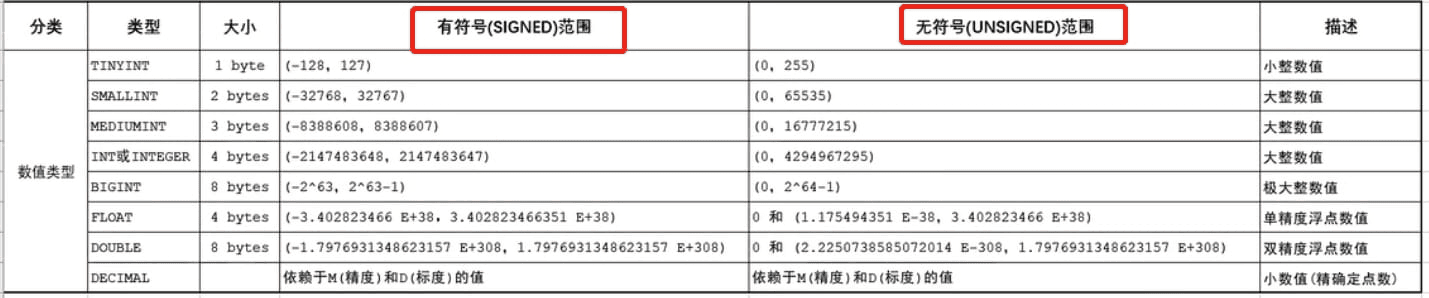 分类 类型 大小 有符号(SIGNED)范围 无符号(UNSIGNED)范围 描述
数值类型
TINYINT 1 byte (-128, 127) (0, 255) 小整数值
SMALLINT 2 bytes (-32768, 32767) (0, 65535) 大整数值
MEDIUMINT 3 bytes (-8388608, 8388607) (0, 16777215) 大整数值
INT或INTEGER 4 bytes (-2147483648, 2147483647) (0, 4294967295) 大整数值
BIGINT 8 bytes (-2^63, 2^63-1) (0, 2^64-1) 极大整数值
FLOAT 4 bytes (-3.402823466 E+38, 3.402823466351 E+38) 0 和 (1.175494351 E-38, 3.402823466 E+38) 单精度浮点数值
DOUBLE 8 bytes (-1.7976931348623157 E+308, 1.7976931348623157 E+308) 0 和 (2.2250738585072014 E-308, 1.7976931348623157 E+308) 双精度浮点数值
DECIMAL 依赖于M(精度)和D(标度)的值 依赖于M(精度)和D(标度)的值 小数值(精确定点数)